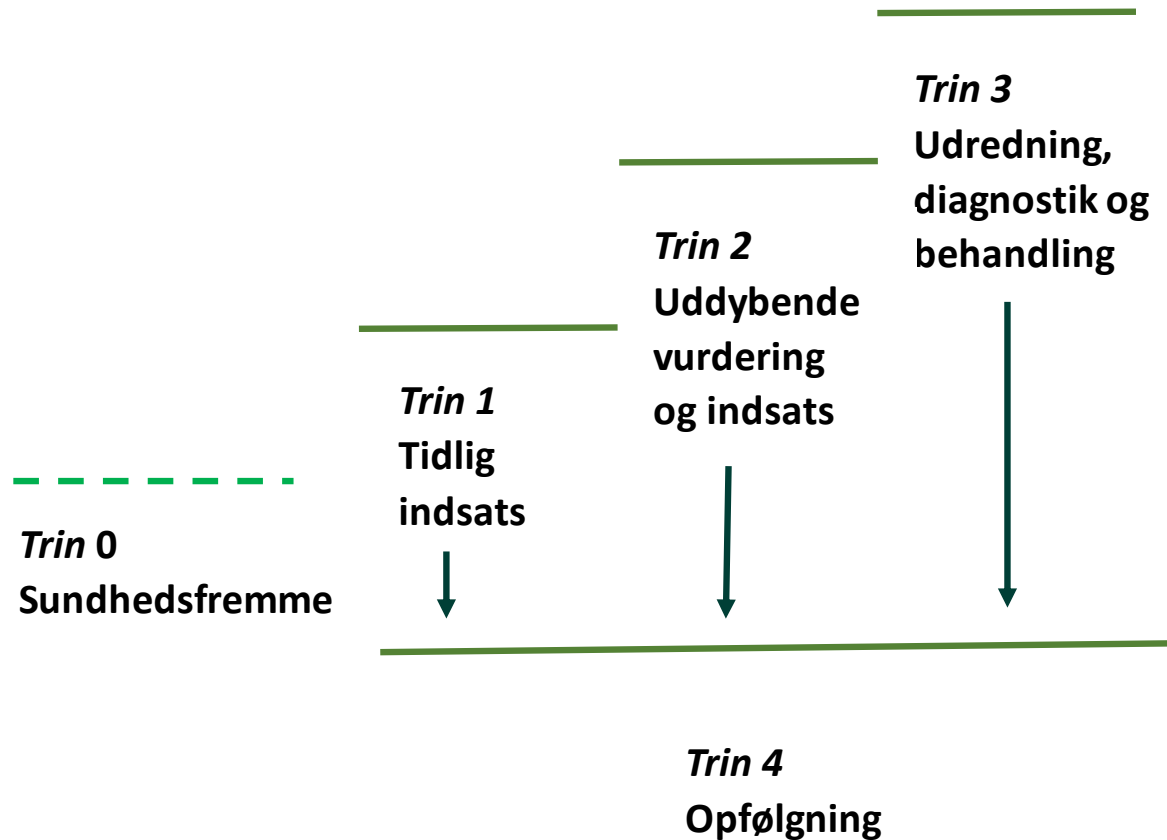 Trin 0
Sundhedsfremme
Trin 1
Tidlig
indsats
Trin 2
Uddybende
vurdering
og indsats
Trin 3
Udredning,
diagnostik og
behandling
Trin 4
Opfølgning